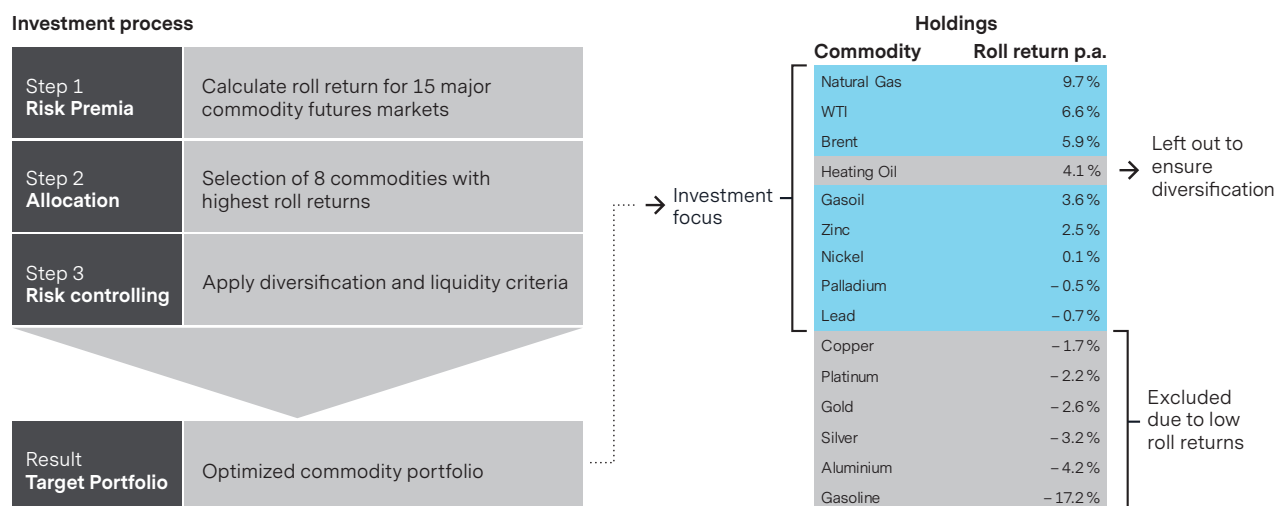 Investment process
Step 1
Risk Premia
Calculate roll return for 15 major
commodity futures markets
Step 2
Allocation
Selection of 8 commodities with
highest roll returns
Step 3
Risk controlling
Apply diversification and liquidity criteria
Result
Target Portfolio
Optimized commodity portfolio
Investment
focus
Holdings
Commodity Roll return p.a.
Natural Gas 9.7 %
WTI 6.6 %
Brent 5.9 %
Heating Oil 4.1 %
Gasoil 3.6 %
Zinc 2.5 %
Nickel 0.1 %
Palladium – 0.5 %
Lead – 0.7 %
Copper – 1.7 %
Platinum – 2.2 %
Gold – 2.6 %
Silver – 3.2 %
Aluminium – 4.2 %
Gasoline – 17.2 %
Left out to
ensure
diversification
Excluded
due to low
roll returns